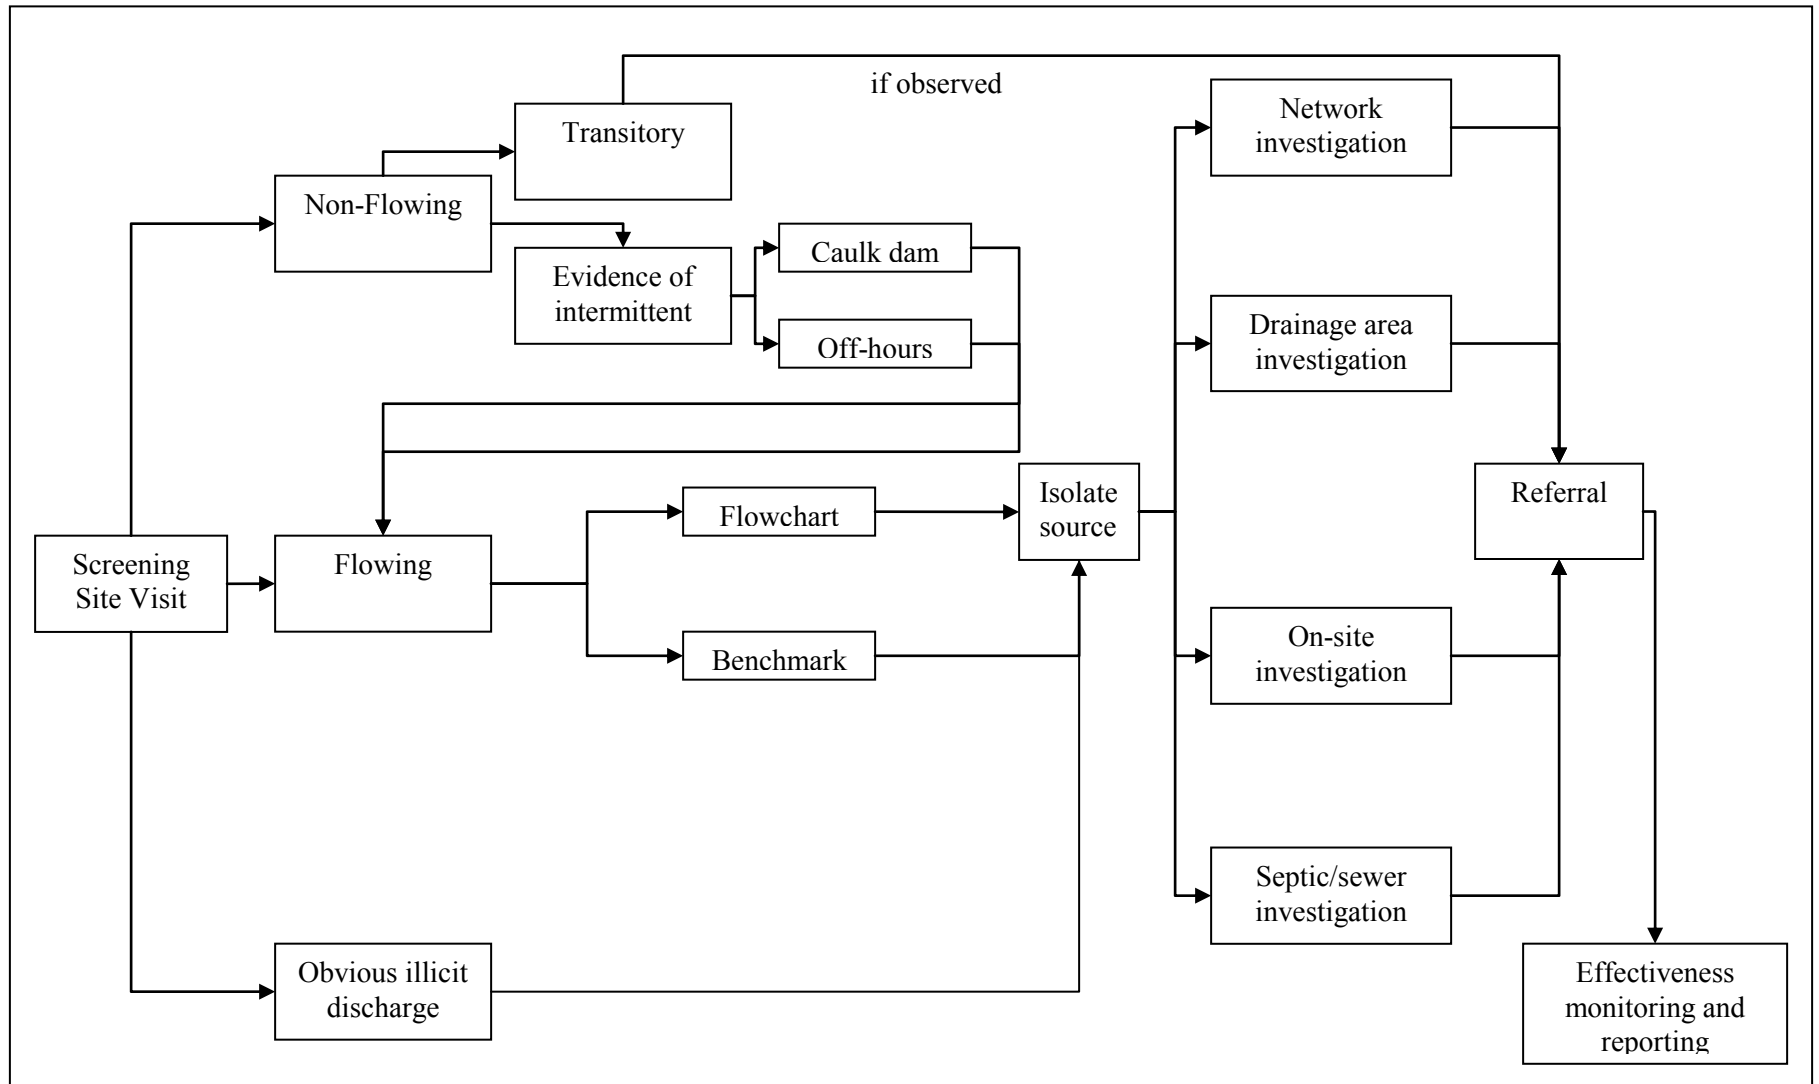 if observed
Transitory
Non-Flowing
Evidence of
intermittent
Caulk dam
Off-hours
Screening
Site Visit
Flowing
Flowchart
Benchmark
Obvious illicit
discharge
Isolate
source
Network
investigation
Drainage area
investigation
On-site
investigation
Septic/sewer
investigation
Referral
Effectiveness
monitoring and
reporting